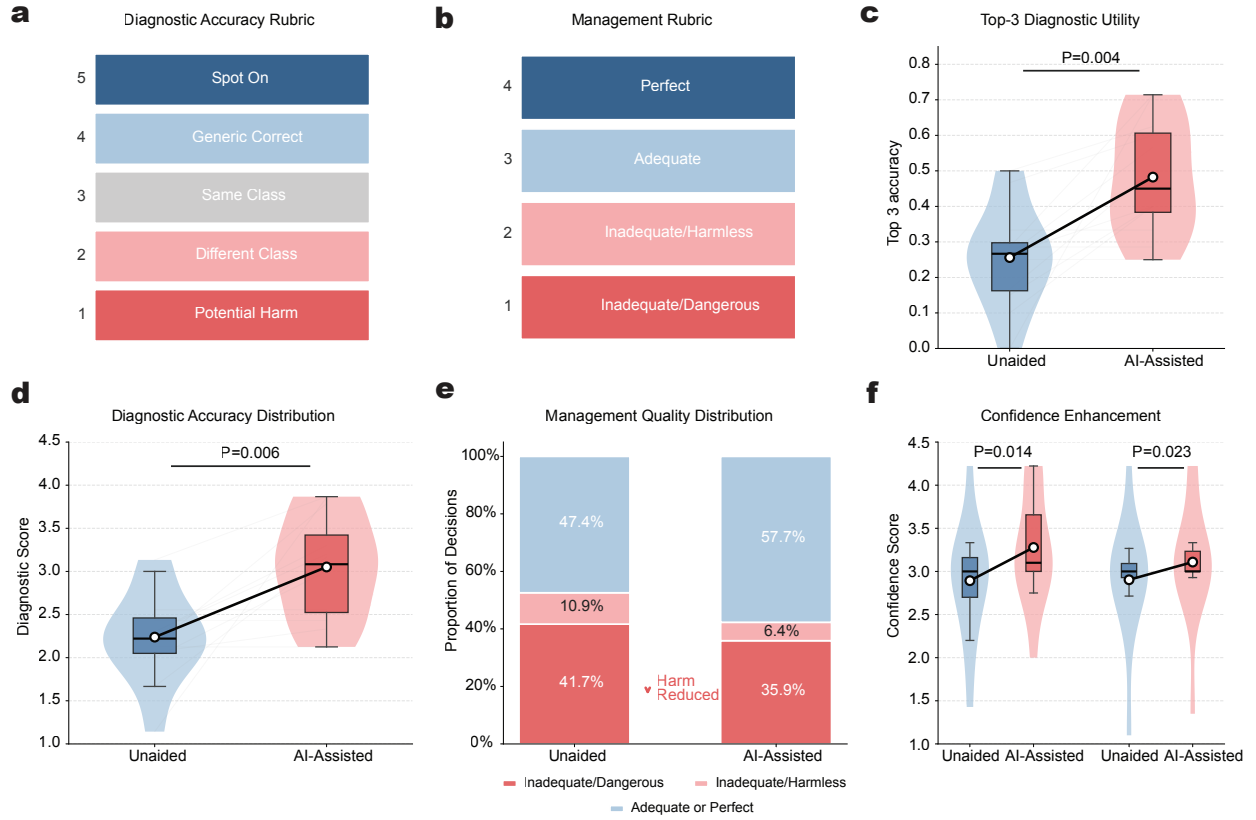 a
Diagnostic Accuracy Rubric
5
Spot On
4
Generic Correct
3
Same Class
2
Different Class
1
Potential Harm
b
Management Rubric
4
Perfect
3
Adequate
2
Inadequate/Harmless
1
Inadequate/Dangerous
c
Top-3 Diagnostic Utility
P=0.004
Top 3 accuracy
0.8
0.7
0.6
0.5
0.4
0.3
0.2
0.1
0.0
Unaided
AI-Assisted
d
Diagnostic Accuracy Distribution
P=0.006
Diagnostic Score
4.5
4.0
3.5
3.0
2.5
2.0
1.5
1.0
Unaided
AI-Assisted
e
Management Quality Distribution
Proportion of Decisions
100%
80%
60%
40%
20%
0%
47.4%
10.9%
41.7%
Harm
Reduced
57.7%
6.4%
35.9%
Unaided
AI-Assisted
Inadequate/Dangerous
Inadequate/Harmless
Adequate or Perfect
f
Confidence Enhancement
P=0.014
P=0.023
Confidence Score
4.5
4.0
3.5
3.0
2.5
2.0
1.5
1.0
Unaided
AI-Assisted
Unaided
AI-Assisted